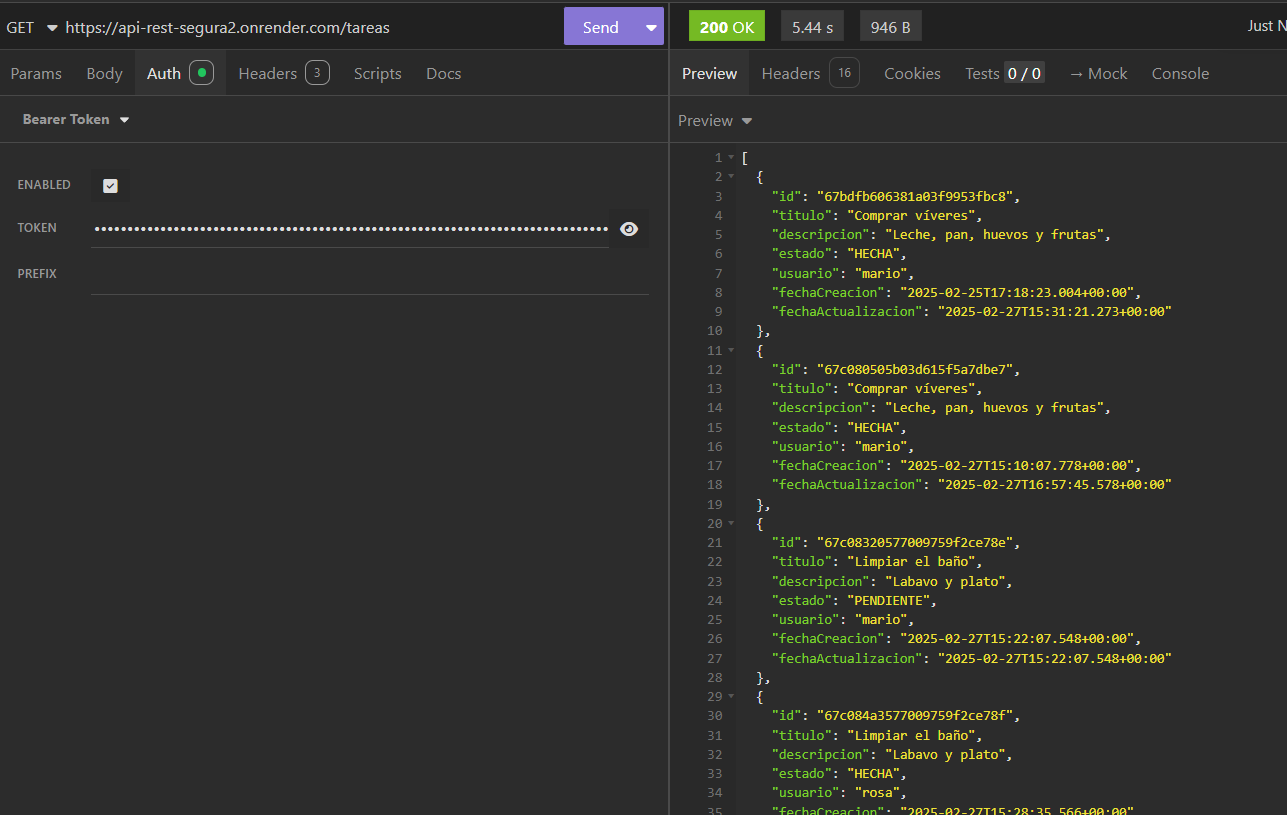 GET https://api-rest-segura2.onrender.com/tareas Send
200 OK 5.44 s 946 B Just N
Params Body Auth Headers 3 Scripts Docs
Preview Headers 16 Cookies Tests 0 / 0 → Mock Console
Bearer Token
Preview
ENABLED
TOKEN ••••••••••••••••••••••••••••••••••••••••••••••••••••••••••••••••••••••••••••••
PREFIX
1 [
2 {
3 "id": "67bdfb606381a03f9953fbc8",
4 "titulo": "Comprar víveres",
5 "descripcion": "Leche, pan, huevos y frutas",
6 "estado": "HECHA",
7 "usuario": "mario",
8 "fechaCreacion": "2025-02-25T17:18:23.004+00:00",
9 "fechaActualizacion": "2025-02-27T15:31:21.273+00:00"
10 },
11 {
12 "id": "67c080505b03d615f5a7dbe7",
13 "titulo": "Comprar víveres",
14 "descripcion": "Leche, pan, huevos y frutas",
15 "estado": "HECHA",
16 "usuario": "mario",
17 "fechaCreacion": "2025-02-27T15:10:07.778+00:00",
18 "fechaActualizacion": "2025-02-27T16:57:45.578+00:00"
19 },
20 {
21 "id": "67c08320577009759f2ce78e",
22 "titulo": "Limpiar el baño",
23 "descripcion": "Labavo y plato",
24 "estado": "PENDIENTE",
25 "usuario": "mario",
26 "fechaCreacion": "2025-02-27T15:22:07.548+00:00",
27 "fechaActualizacion": "2025-02-27T15:22:07.548+00:00"
28 },
29 {
30 "id": "67c084a3577009759f2ce78f",
31 "titulo": "Limpiar el baño",
32 "descripcion": "Labavo y plato",
33 "estado": "HECHA",
34 "usuario": "rosa",
35 "fechaCreacion": "2025-02-27T15:28:35.566+00:00"